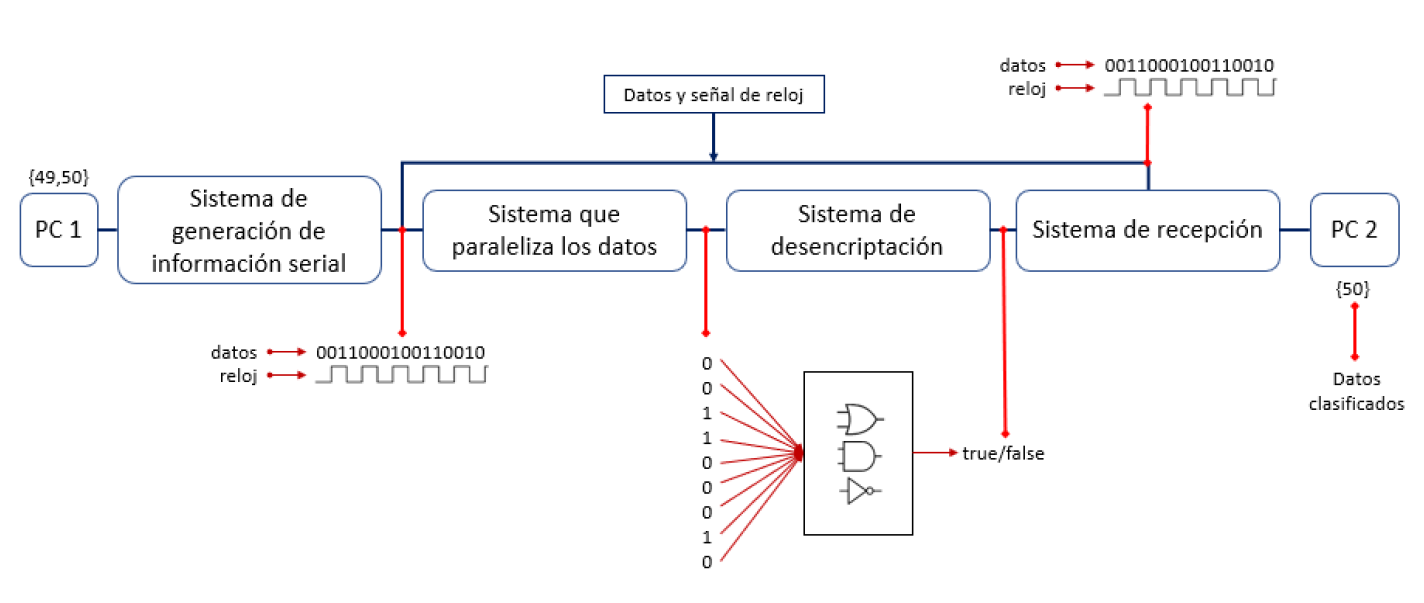 datos 0011000100110010
reloj
Datos y señal de reloj
{49,50}
PC 1
Sistema de
generación de
información serial
Sistema que
paraleliza los datos
Sistema de
desencriptación
Sistema de recepción
PC 2
{50}
datos 0011000100110010
reloj
Datos
clasificados
0
0
1
1
0
0
0
1
0
true/false